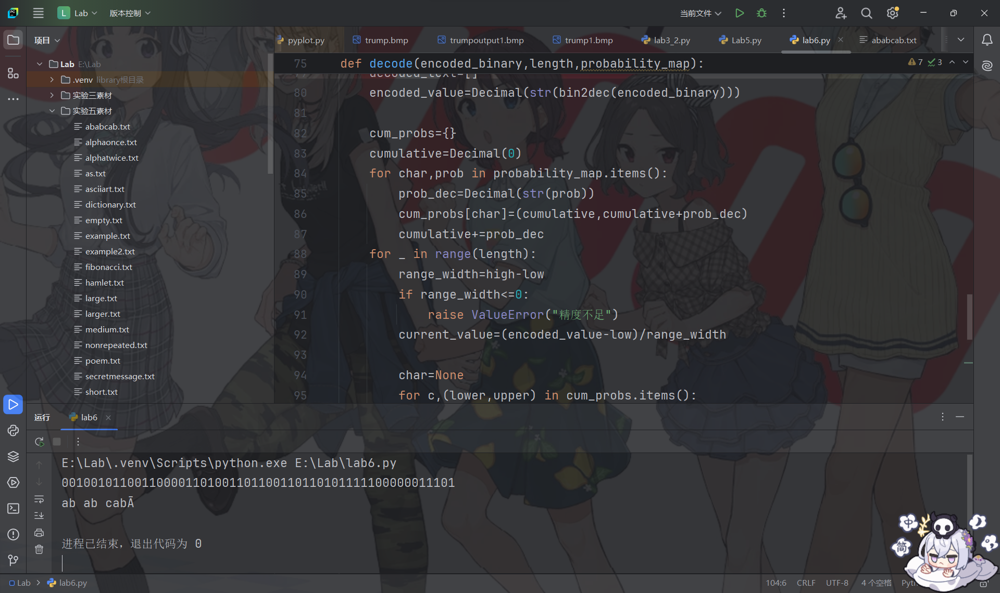 L Lab 版本控制 当前文件
项目
pyplot.py trump.bmp trumpoutput1.bmp trump1.bmp lab3_2.py Lab5.py lab6.py ababcab.txt
Lab E:\Lab
.venv library根目录
实验三素材
实验五素材
ababcab.txt
alphaonce.txt
alphatwice.txt
as.txt
asciiart.txt
dictionary.txt
empty.txt
example.txt
example2.txt
fibonacci.txt
hamlet.txt
large.txt
larger.txt
medium.txt
nonrepeated.txt
poem.txt
secretmessage.txt
short.txt
75 def decode(encoded_binary,length,probability_map):
7 3
decoded_text=[]
80 encoded_value=Decimal(str(bin2dec(encoded_binary)))
81
82 cum_probs={}
83 cumulative=Decimal(0)
84 for char,prob in probability_map.items():
85 prob_dec=Decimal(str(prob))
86 cum_probs[char]=(cumulative,cumulative+prob_dec)
87 cumulative+=prob_dec
88 for _ in range(length):
89 range_width=high-low
90 if range_width<=0:
91 raise ValueError("精度不足")
92 current_value=(encoded_value-low)/range_width
93
94 char=None
95 for c,(lower,upper) in cum_probs.items():
运行 lab6
E:\Lab\.venv\Scripts\python.exe E:\Lab\lab6.py
001001011001100001101001101100110110101111100000011101
ab ab cabĀ
进程已结束，退出代码为 0
中
简
Lab lab6.py
104:6 CRLF UTF-8 4 个空格